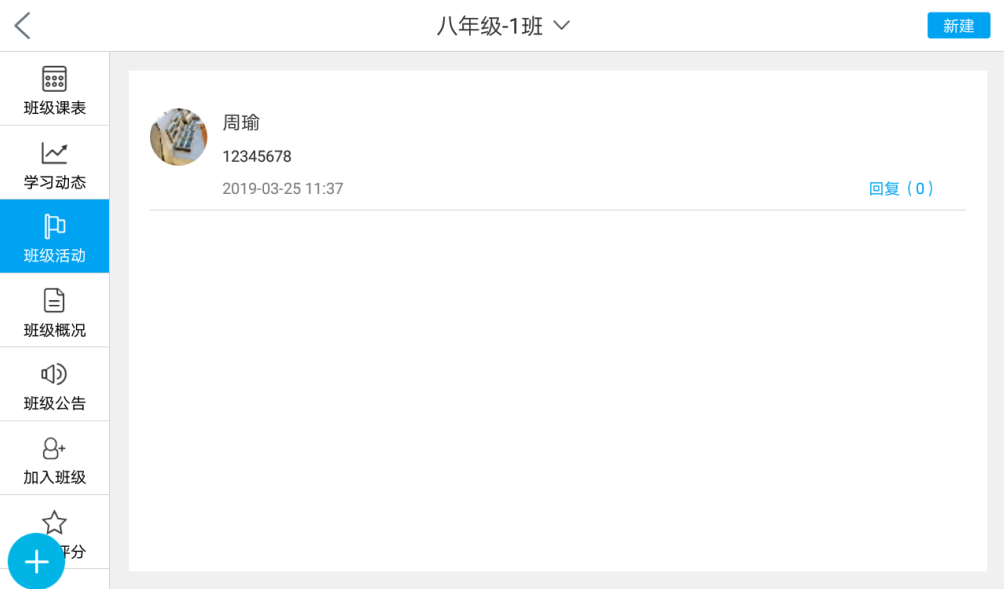 八年级-1班
新建
班级课表
学习动态
班级活动
班级概况
班级公告
加入班级
评分
周瑜
12345678
2019-03-25 11:37
回复（0）